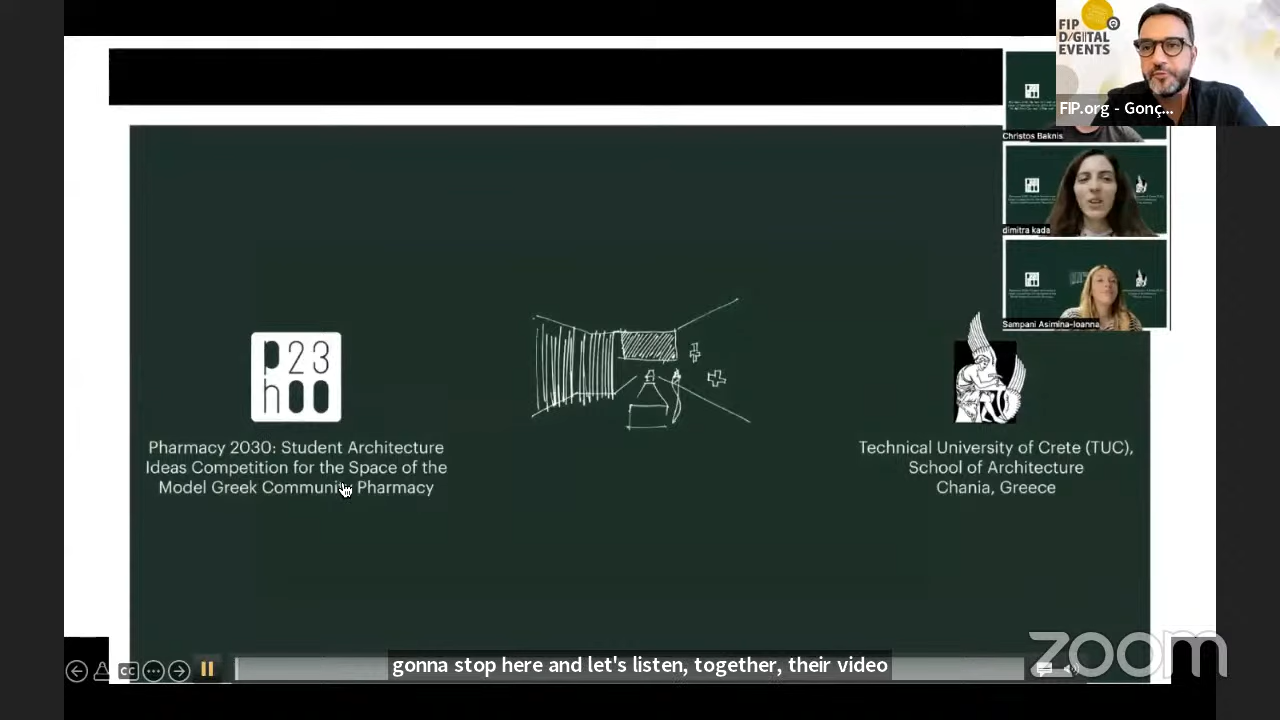 FIP
DIGITAL
EVENTS
FIP.org - Gonç...
Christos Baknis
dimitra kada
Sampani Asimina-Ioanna
P23
hOO
Pharmacy 2030: Student Architecture
Ideas Competition for the Space of the
Model Greek Community Pharmacy
Technical University of Crete (TUC),
School of Architecture
Chania, Greece
gonna stop here and let's listen, together, their video
CC
zoom